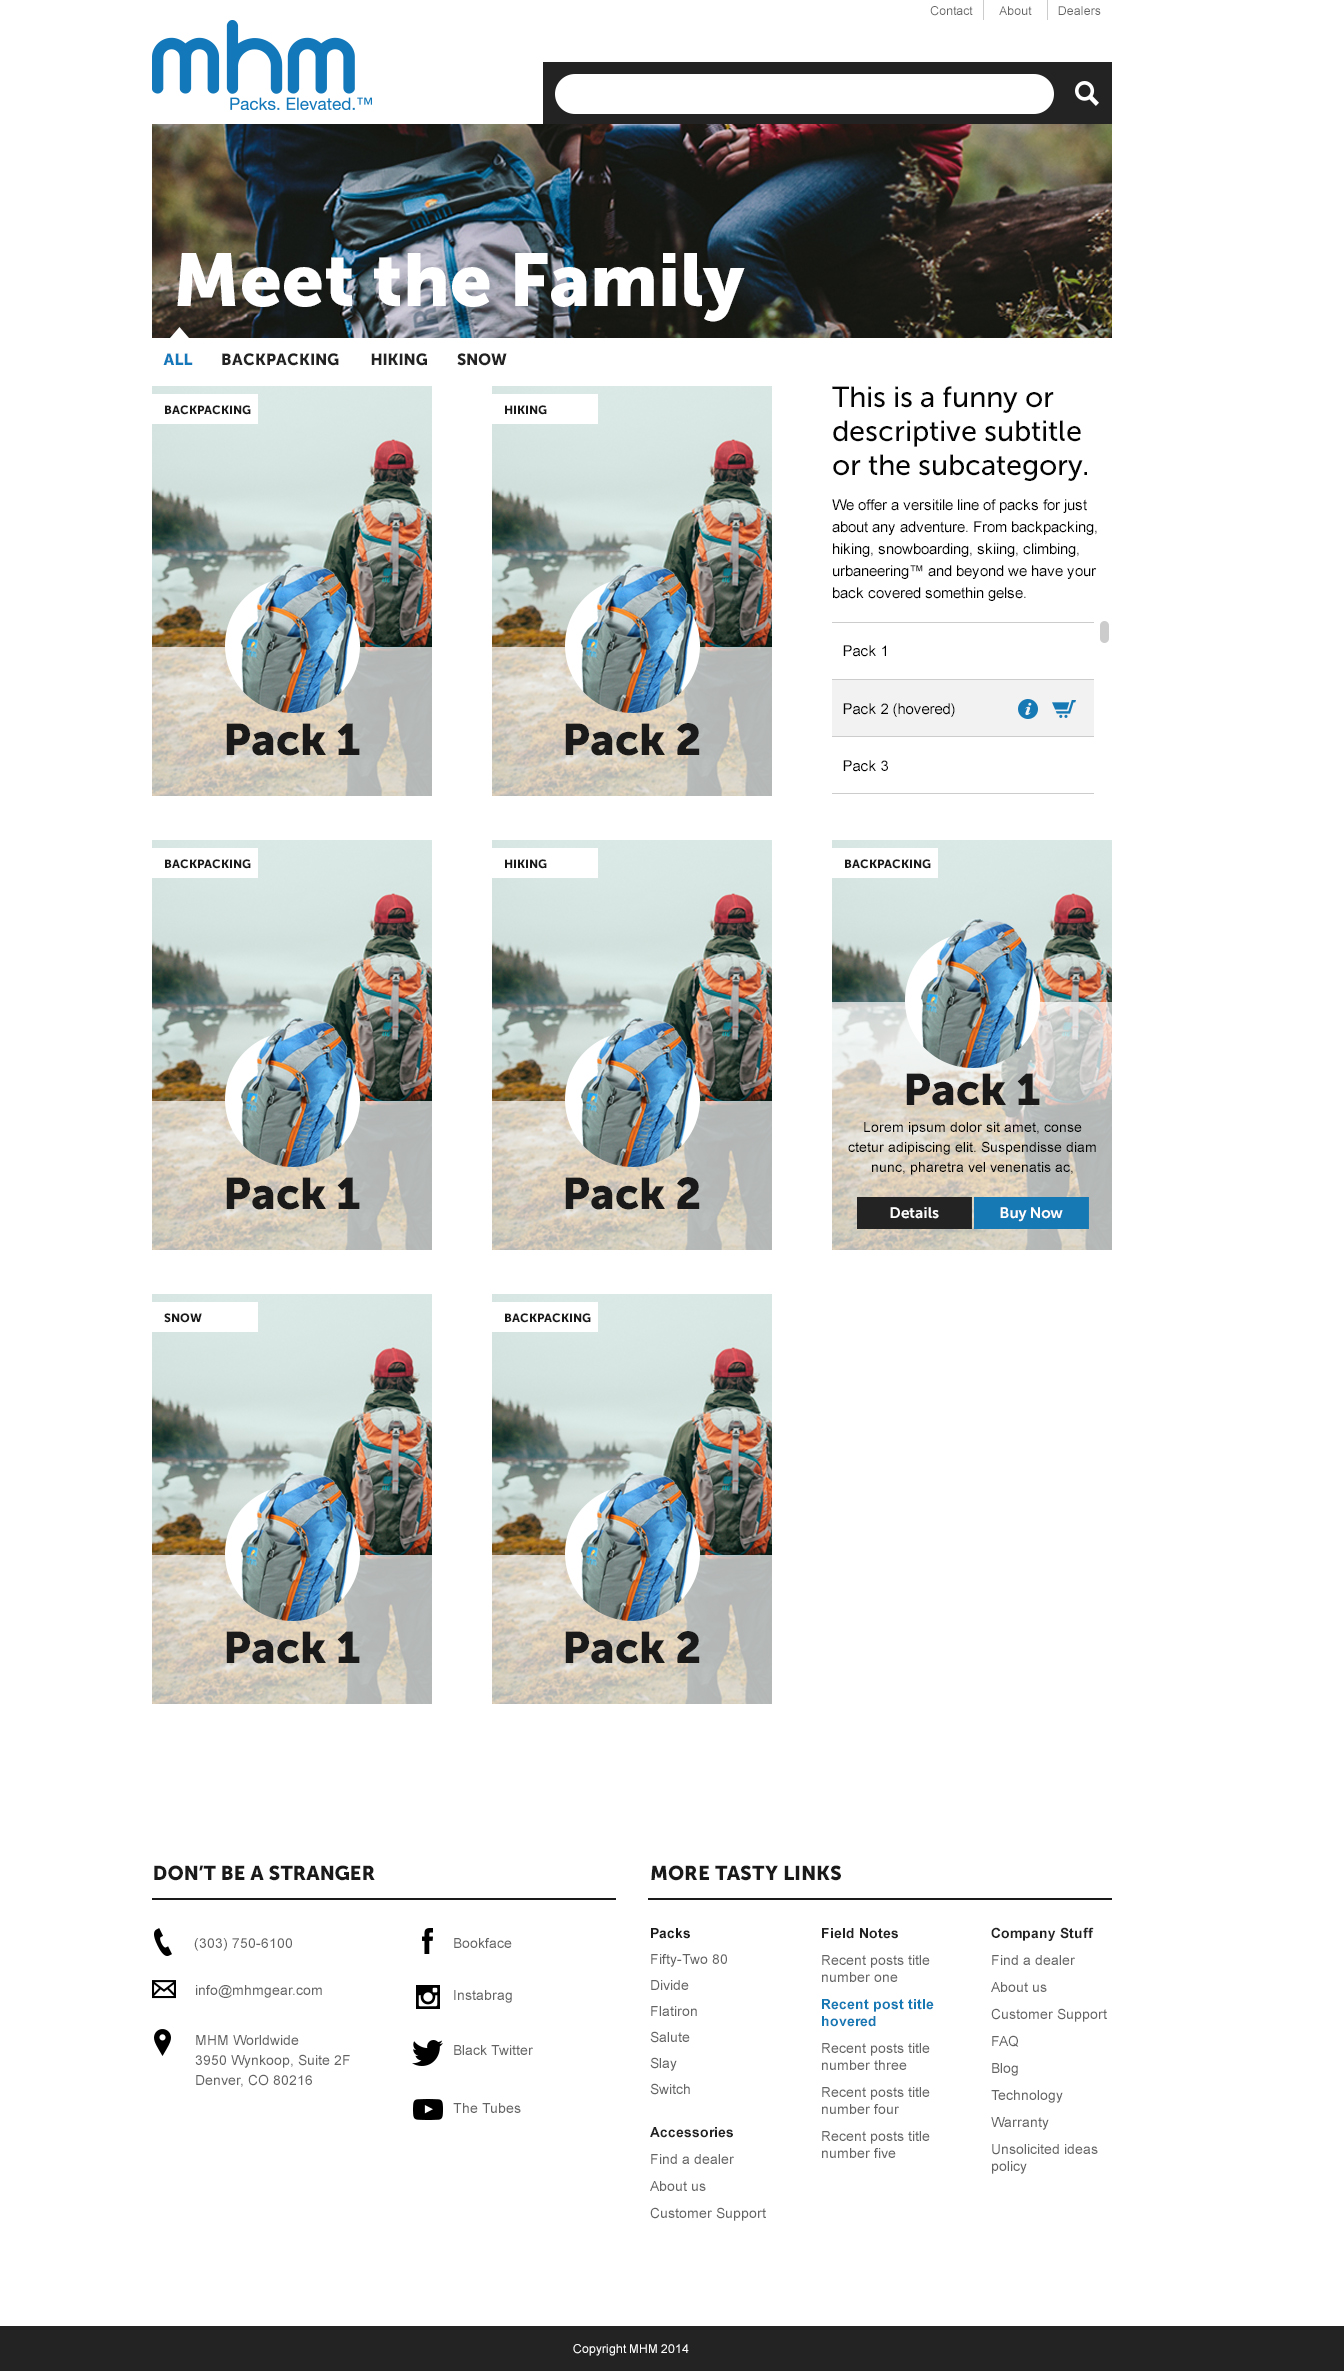 Contact
About
Dealers
mhm
Packs. Elevated.™
Meet the Family
ALL
BACKPACKING
HIKING
SNOW
BACKPACKING
Pack 1
HIKING
Pack 2
This is a funny or
descriptive subtitle
or the subcategory.
We offer a versitile line of packs for just
about any adventure. From backpacking,
hiking, snowboarding, skiing, climbing,
urbaneering™ and beyond we have your
back covered somethin gelse.
Pack 1
Pack 2 (hovered)
Pack 3
BACKPACKING
Pack 1
HIKING
Pack 2
BACKPACKING
Pack 1
Lorem ipsum dolor sit amet, conse
ctetur adipiscing elit. Suspendisse diam
nunc, pharetra vel venenatis ac,
Details
Buy Now
SNOW
Pack 1
BACKPACKING
Pack 2
DON'T BE A STRANGER
(303) 750-6100
info@mhmgear.com
MHM Worldwide
3950 Wynkoop, Suite 2F
Denver, CO 80216
Bookface
Instabrag
Black Twitter
The Tubes
MORE TASTY LINKS
Packs
Fifty-Two 80
Divide
Flatiron
Salute
Slay
Switch
Accessories
Find a dealer
About us
Customer Support
Field Notes
Recent posts title
number one
Recent post title
hovered
Recent posts title
number three
Recent posts title
number four
Recent posts title
number five
Company Stuff
Find a dealer
About us
Customer Support
FAQ
Blog
Technology
Warranty
Unsolicited ideas
policy
Copyright MHM 2014